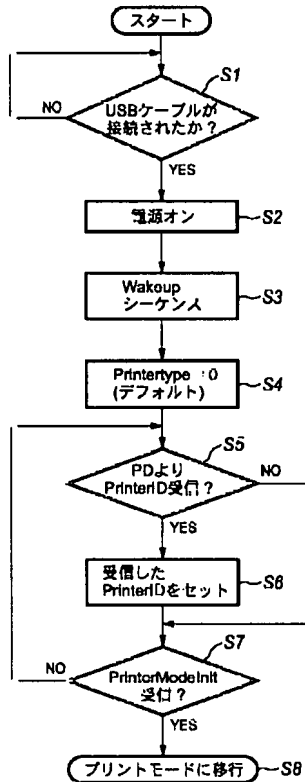 スタート
S1
USBケーブルが
接続されたか？
NO
YES
電源オン
S2
Wakoup
シーケンス
S3
Printertype :0
(デフォルト)
S4
S5
PDより
PrinterID受信？
NO
YES
受信した
PrinterIDをセット
S6
S7
PrintorModeInit
受信？
NO
YES
プリントモードに移行
S8